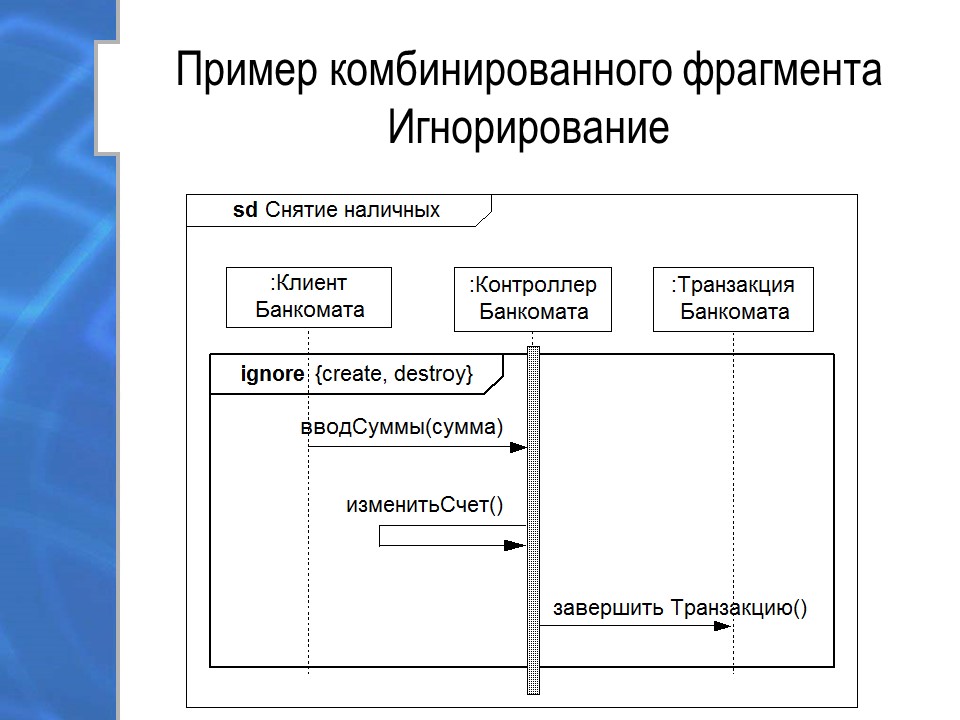 Пример комбинированного фрагмента
Игнорирование
sd Снятие наличных
:Клиент
Банкомата
:Контроллер
Банкомата
:Транзакция
Банкомата
ignore {create, destroy}
вводСуммы(сумма)
изменитьСчет()
завершить Транзакцию()